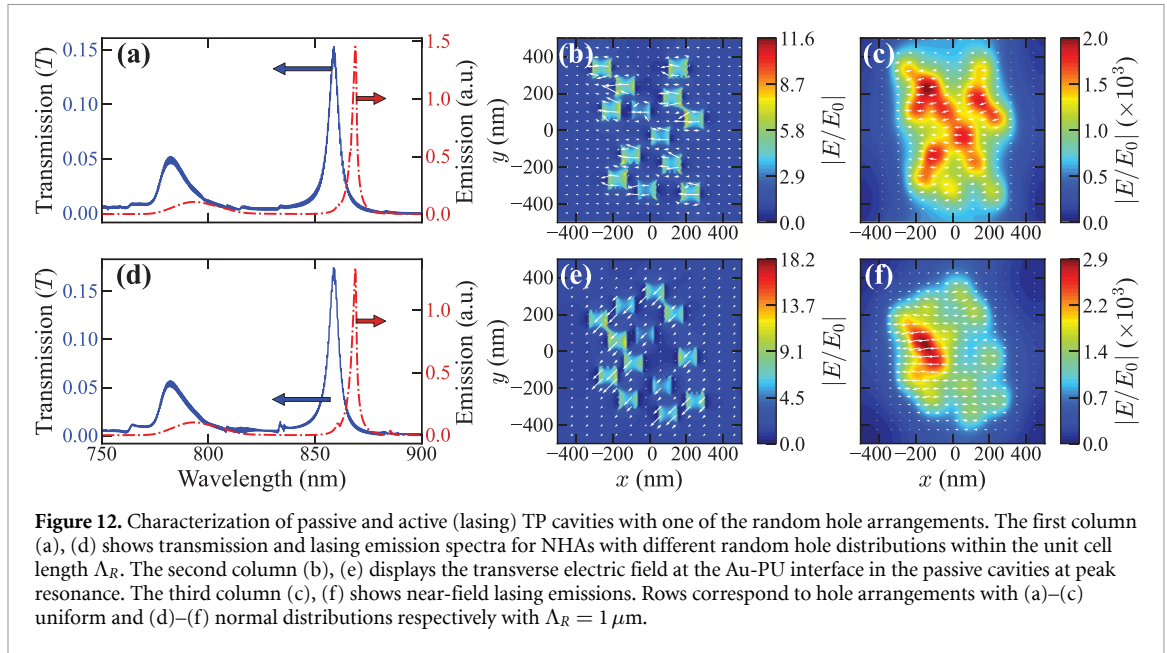 (a)
0.15
0.10
0.05
0.00
Transmission (T)
1.5
1.0
0.5
0.0
Emission (a.u.)
(b)
400
200
0
−200
−400
y (nm)
−400 −200 0 200 400
11.6
8.7
5.8
2.9
0.0
|E/E0|
(c)
−400 −200 0 200 400
2.0
1.5
1.0
0.5
0.0
|E/E0| (×10³)
(d)
0.15
0.10
0.05
0.00
Transmission (T)
1.0
0.5
0.0
Emission (a.u.)
750 800 850 900
Wavelength (nm)
(e)
400
200
0
−200
−400
y (nm)
−400 −200 0 200 400
x (nm)
18.2
13.7
9.1
4.5
0.0
|E/E0|
(f)
−400 −200 0 200 400
x (nm)
2.9
2.2
1.4
0.7
0.0
|E/E0| (×10³)
Figure 12. Characterization of passive and active (lasing) TP cavities with one of the random hole arrangements. The first column
(a), (d) shows transmission and lasing emission spectra for NHAs with different random hole distributions within the unit cell
length ΛR. The second column (b), (e) displays the transverse electric field at the Au-PU interface in the passive cavities at peak
resonance. The third column (c), (f) shows near-field lasing emissions. Rows correspond to hole arrangements with (a)–(c)
uniform and (d)–(f) normal distributions respectively with ΛR = 1 μm.